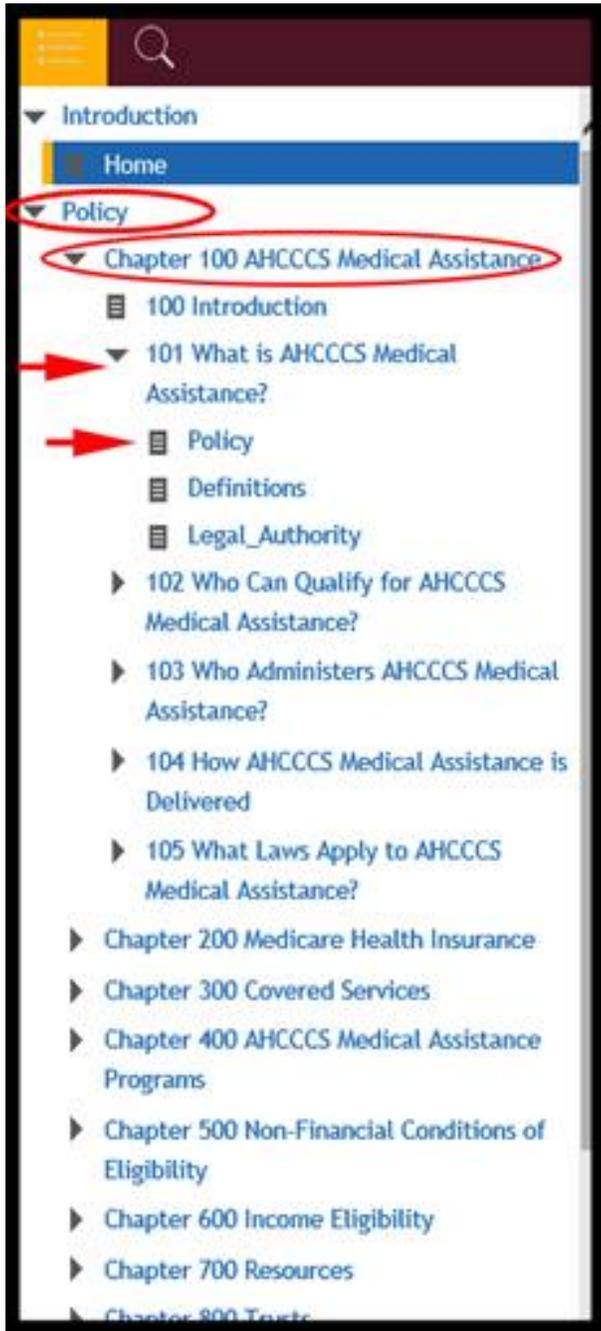 Introduction
Home
Policy
Chapter 100 AHCCCS Medical Assistance
100 Introduction
101 What is AHCCCS Medical
Assistance?
Policy
Definitions
Legal_Authority
102 Who Can Qualify for AHCCCS
Medical Assistance?
103 Who Administers AHCCCS Medical
Assistance?
104 How AHCCCS Medical Assistance is
Delivered
105 What Laws Apply to AHCCCS
Medical Assistance?
Chapter 200 Medicare Health Insurance
Chapter 300 Covered Services
Chapter 400 AHCCCS Medical Assistance
Programs
Chapter 500 Non-Financial Conditions of
Eligibility
Chapter 600 Income Eligibility
Chapter 700 Resources
Chapter 800 Trusts